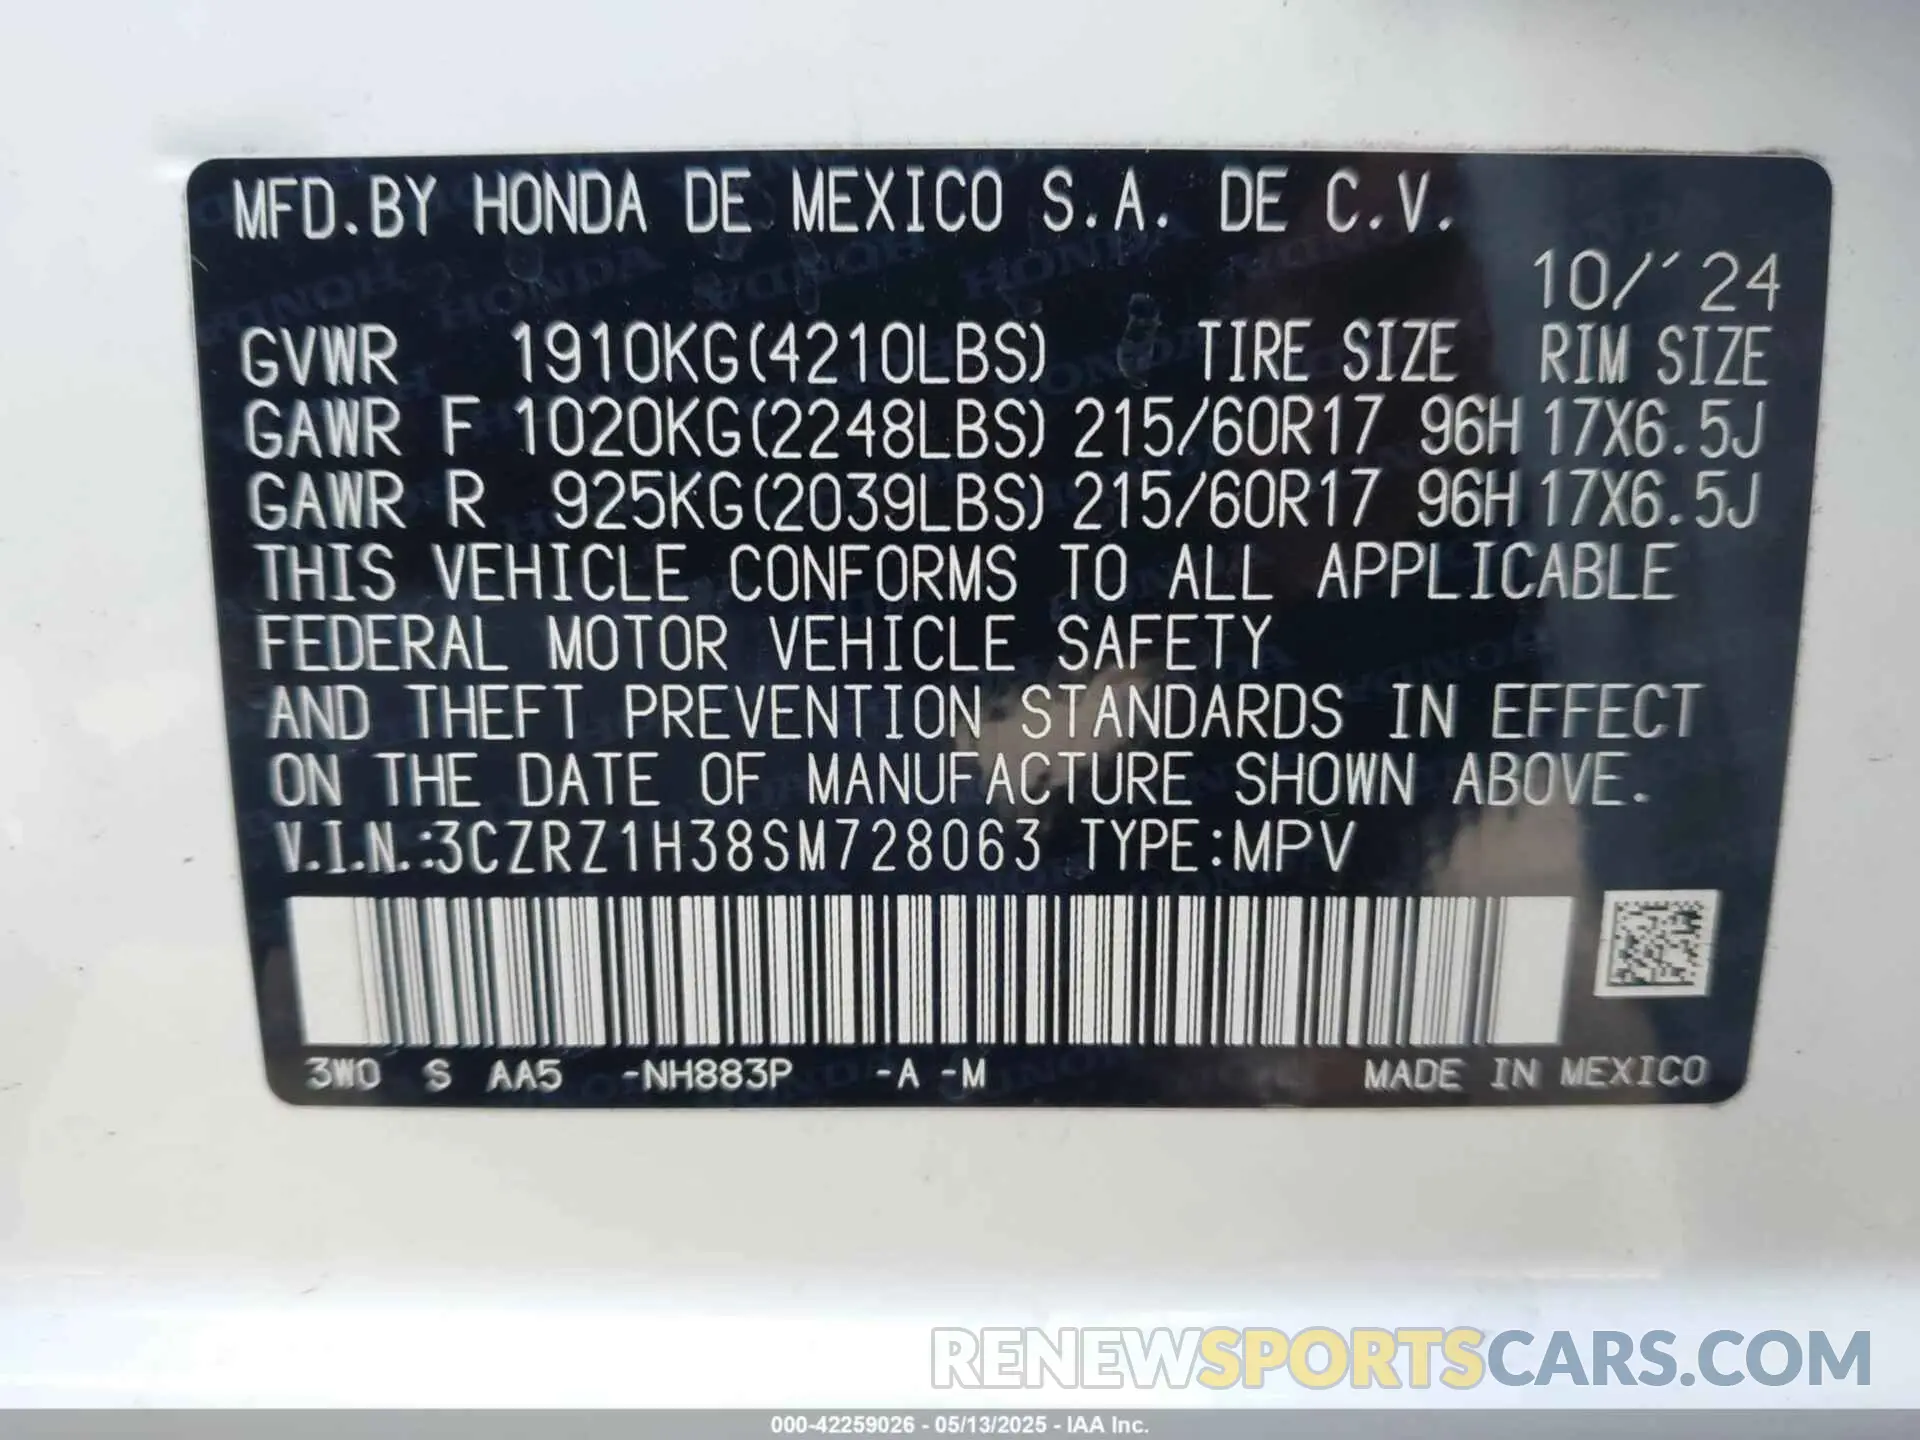 MFD.BY HONDA DE MEXICO S.A. DE C.V.
10/'24
GVWR 1910KG(4210LBS) TIRE SIZE RIM SIZE
GAWR F 1020KG(2248LBS) 215/60R17 96H 17X6.5J
GAWR R 925KG(2039LBS) 215/60R17 96H 17X6.5J
THIS VEHICLE CONFORMS TO ALL APPLICABLE
FEDERAL MOTOR VEHICLE SAFETY
AND THEFT PREVENTION STANDARDS IN EFFECT
ON THE DATE OF MANUFACTURE SHOWN ABOVE.
V.I.N.:3CZRZ1H38SM728063 TYPE:MPV
3W0 S AA5 -NH883P -A -M MADE IN MEXICO
RENEWSPORTSCARS.COM
000-42259026 - 05/13/2025 - IAA Inc.